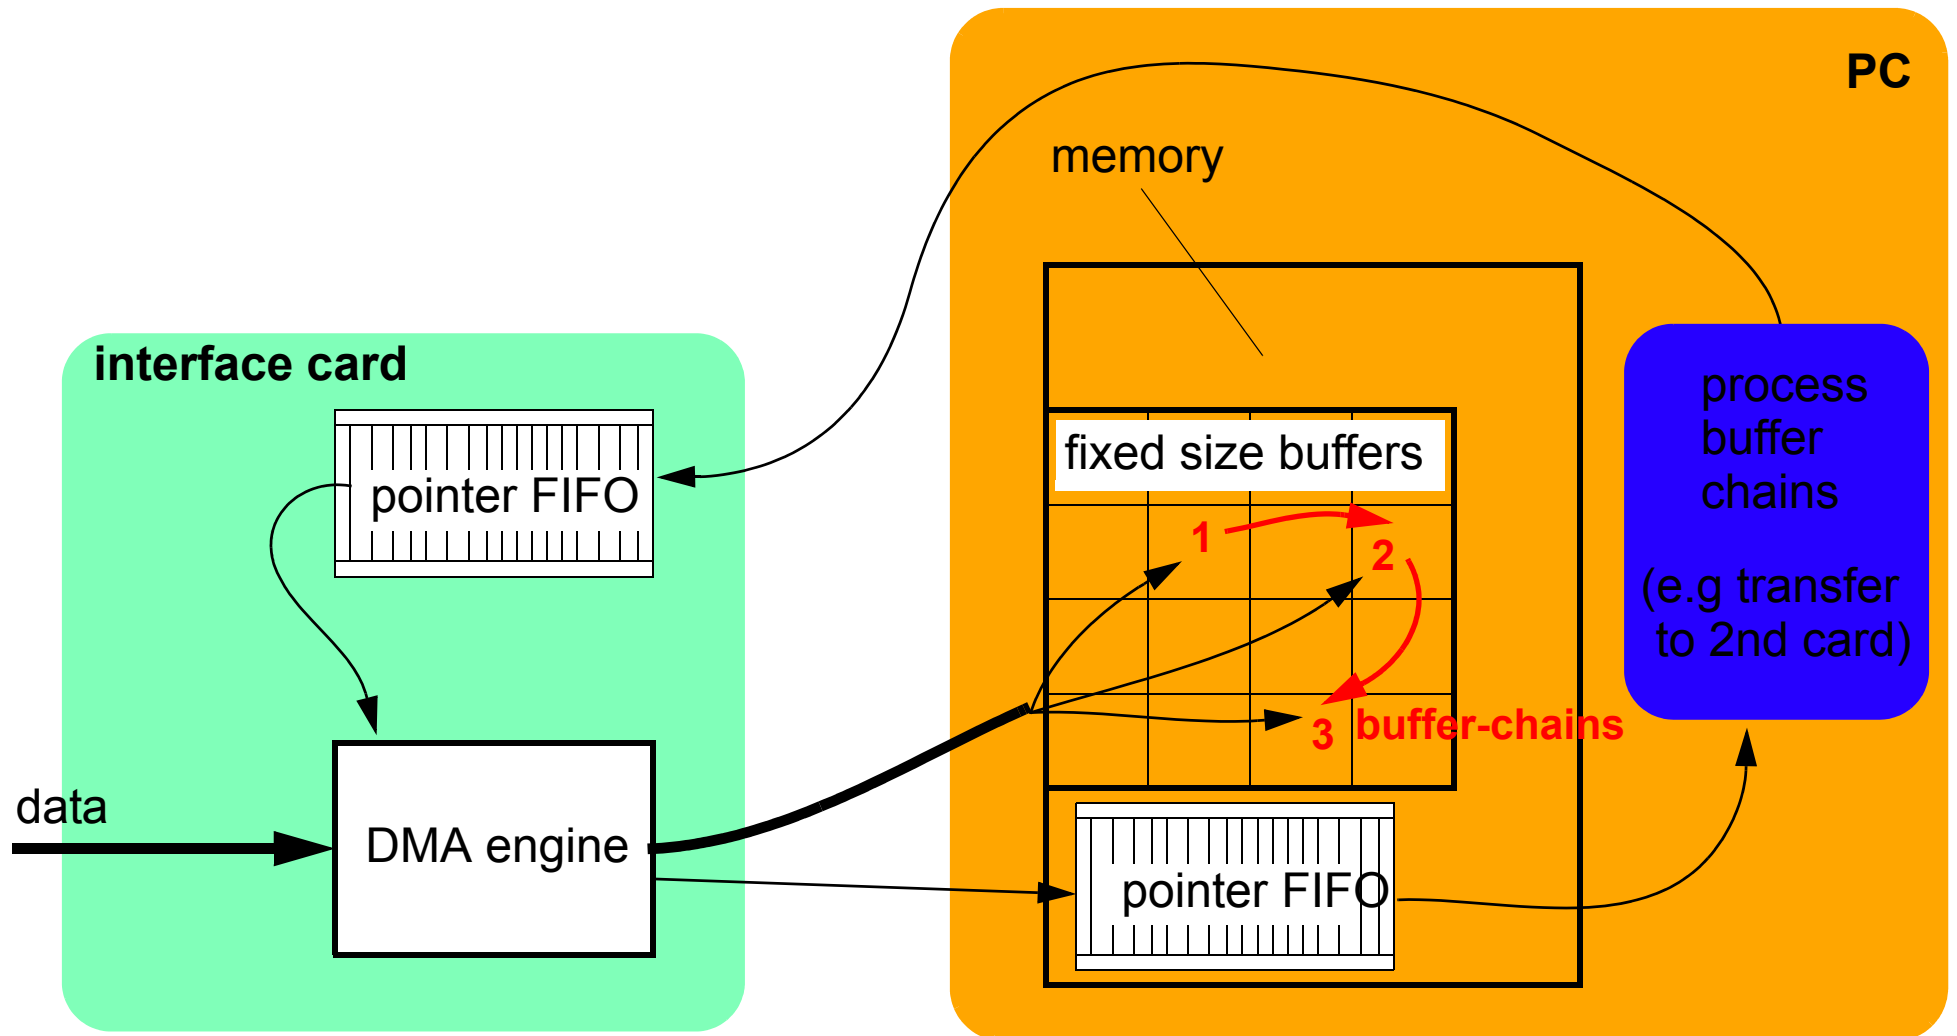 PC
memory
interface card
process
buffer
chains
(e.g transfer
to 2nd card)
fixed size buffers
pointer FIFO
1
2
3
buffer-chains
data
DMA engine
pointer FIFO